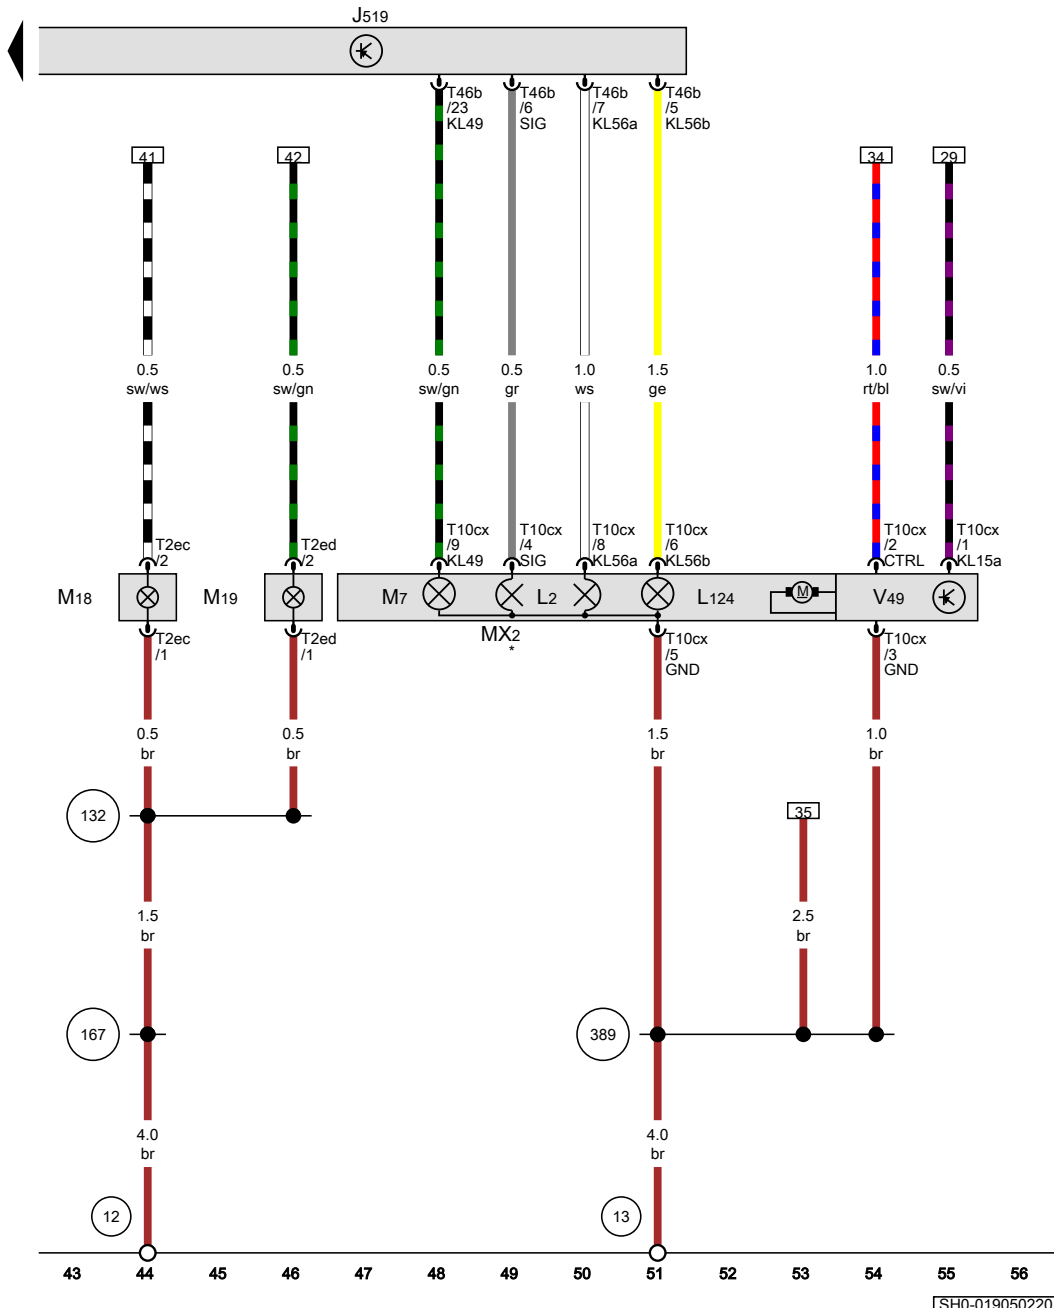 J519
T46b
/23
KL49
T46b
/6
SIG
T46b
/7
KL56a
T46b
/5
KL56b
41
42
34
29
0.5
sw/ws
0.5
sw/gn
0.5
sw/gn
0.5
gr
1.0
ws
1.5
ge
1.0
rt/bl
0.5
sw/vi
T2ec
/2
T2ed
/2
T10cx
/9
KL49
T10cx
/4
SIG
T10cx
/8
KL56a
T10cx
/6
KL56b
T10cx
/2
CTRL
T10cx
/1
KL15a
M18
M19
M7
L2
L124
M
V49
MX2
*
T2ec
/1
T2ed
/1
T10cx
/5
GND
T10cx
/3
GND
0.5
br
0.5
br
1.5
br
1.0
br
132
35
1.5
br
2.5
br
167
389
4.0
br
4.0
br
12
13
43 44 45 46 47 48 49 50 51 52 53 54 55 56
SH0-019050220